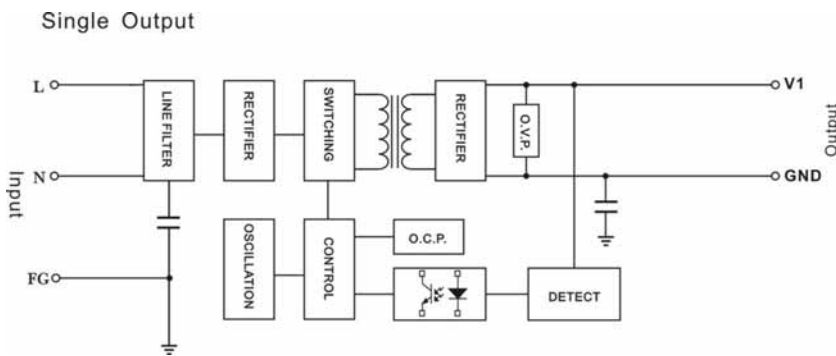 Single Output
L
N
FG
Input
LINE FILTER
RECTIFIER
SWITCHING
RECTIFIER
O.V.P.
V1
GND
Output
OSCILLATION
CONTROL
O.C.P.
DETECT